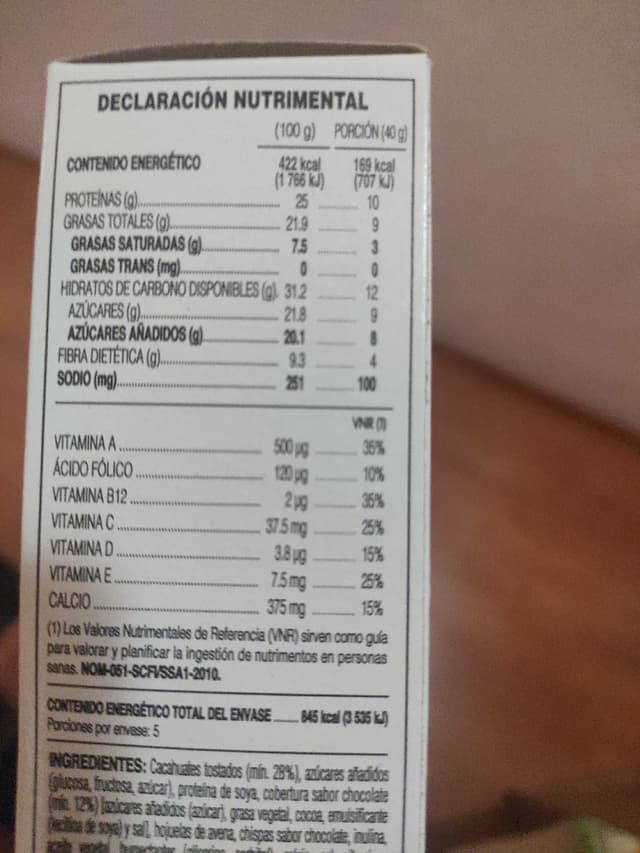 DECLARACIÓN NUTRIMENTAL
(100 g) PORCIÓN (40 g)
CONTENIDO ENERGÉTICO 422 kcal 169 kcal
(1 766 kJ) (707 kJ)
PROTEÍNAS (g) 25 10
GRASAS TOTALES (g) 21.9 9
GRASAS SATURADAS (g) 7.5 3
GRASAS TRANS (mg) 0 0
HIDRATOS DE CARBONO DISPONIBLES (g) 31.2 12
AZÚCARES (g) 21.8 9
AZÚCARES AÑADIDOS (g) 20.1 8
FIBRA DIETÉTICA (g) 9.3 4
SODIO (mg) 251 100
VNR (1)
VITAMINA A 500 µg 35%
ÁCIDO FÓLICO 120 µg 10%
VITAMINA B12 2 µg 35%
VITAMINA C 37.5 mg 25%
VITAMINA D 3.8 µg 15%
VITAMINA E 7.5 mg 25%
CALCIO 375 mg 15%
(1) Los Valores Nutrimentales de Referencia (VNR) sirven como guía
para valorar y planificar la ingestión de nutrimentos en personas
sanas. NOM-051-SCFI/SSA1-2010.
CONTENIDO ENERGÉTICO TOTAL DEL ENVASE 845 kcal (3 535 kJ)
Porciones por envase: 5
INGREDIENTES: Cacahuates tostados (mín. 28%), azúcares añadidos
(glucosa, fructosa, azúcar), proteína de soya, cobertura sabor chocolate
(mín. 12%) [azúcares añadidos (azúcar), grasa vegetal, cocoa, emulsificante
(lecitina de soya) y sal], hojuelas de avena, chispas sabor chocolate, inulina,
aceite vegetal, humectantes